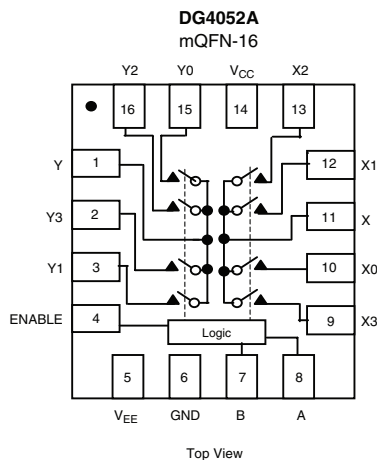 DG4052A
mQFN-16
Y2 Y0 VCC X2
16 15 14 13
Y 1 12 X1
Y3 2 11 X
Y1 3 10 X0
ENABLE 4 9 X3
Logic
5 6 7 8
VEE GND B A
Top View